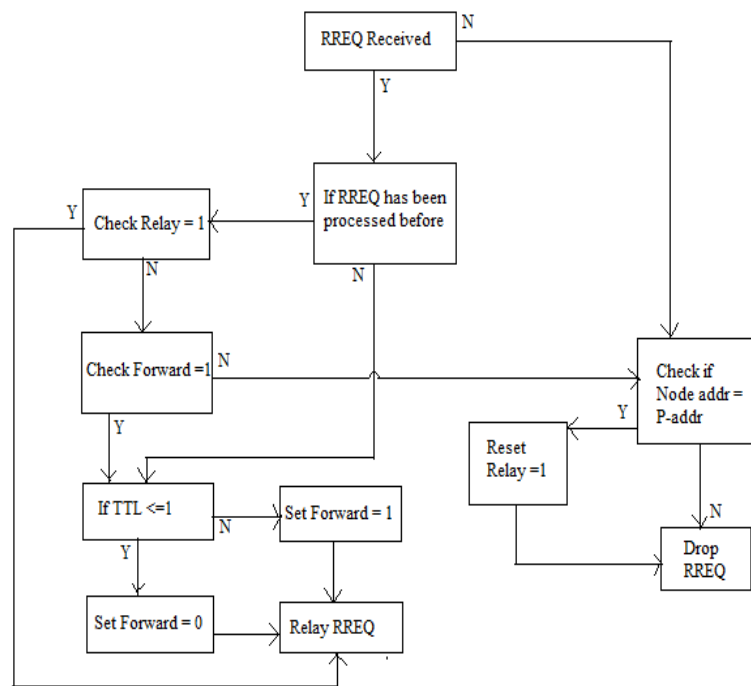 RREQ Received
N
Y
If RREQ has been
processed before
Y
N
Check Relay = 1
Y
N
Check Forward =1
N
Y
Check if
Node addr =
P-addr
Y
N
Reset
Relay =1
Drop
RREQ
If TTL <=1
N
Y
Set Forward = 1
Set Forward = 0
Relay RREQ